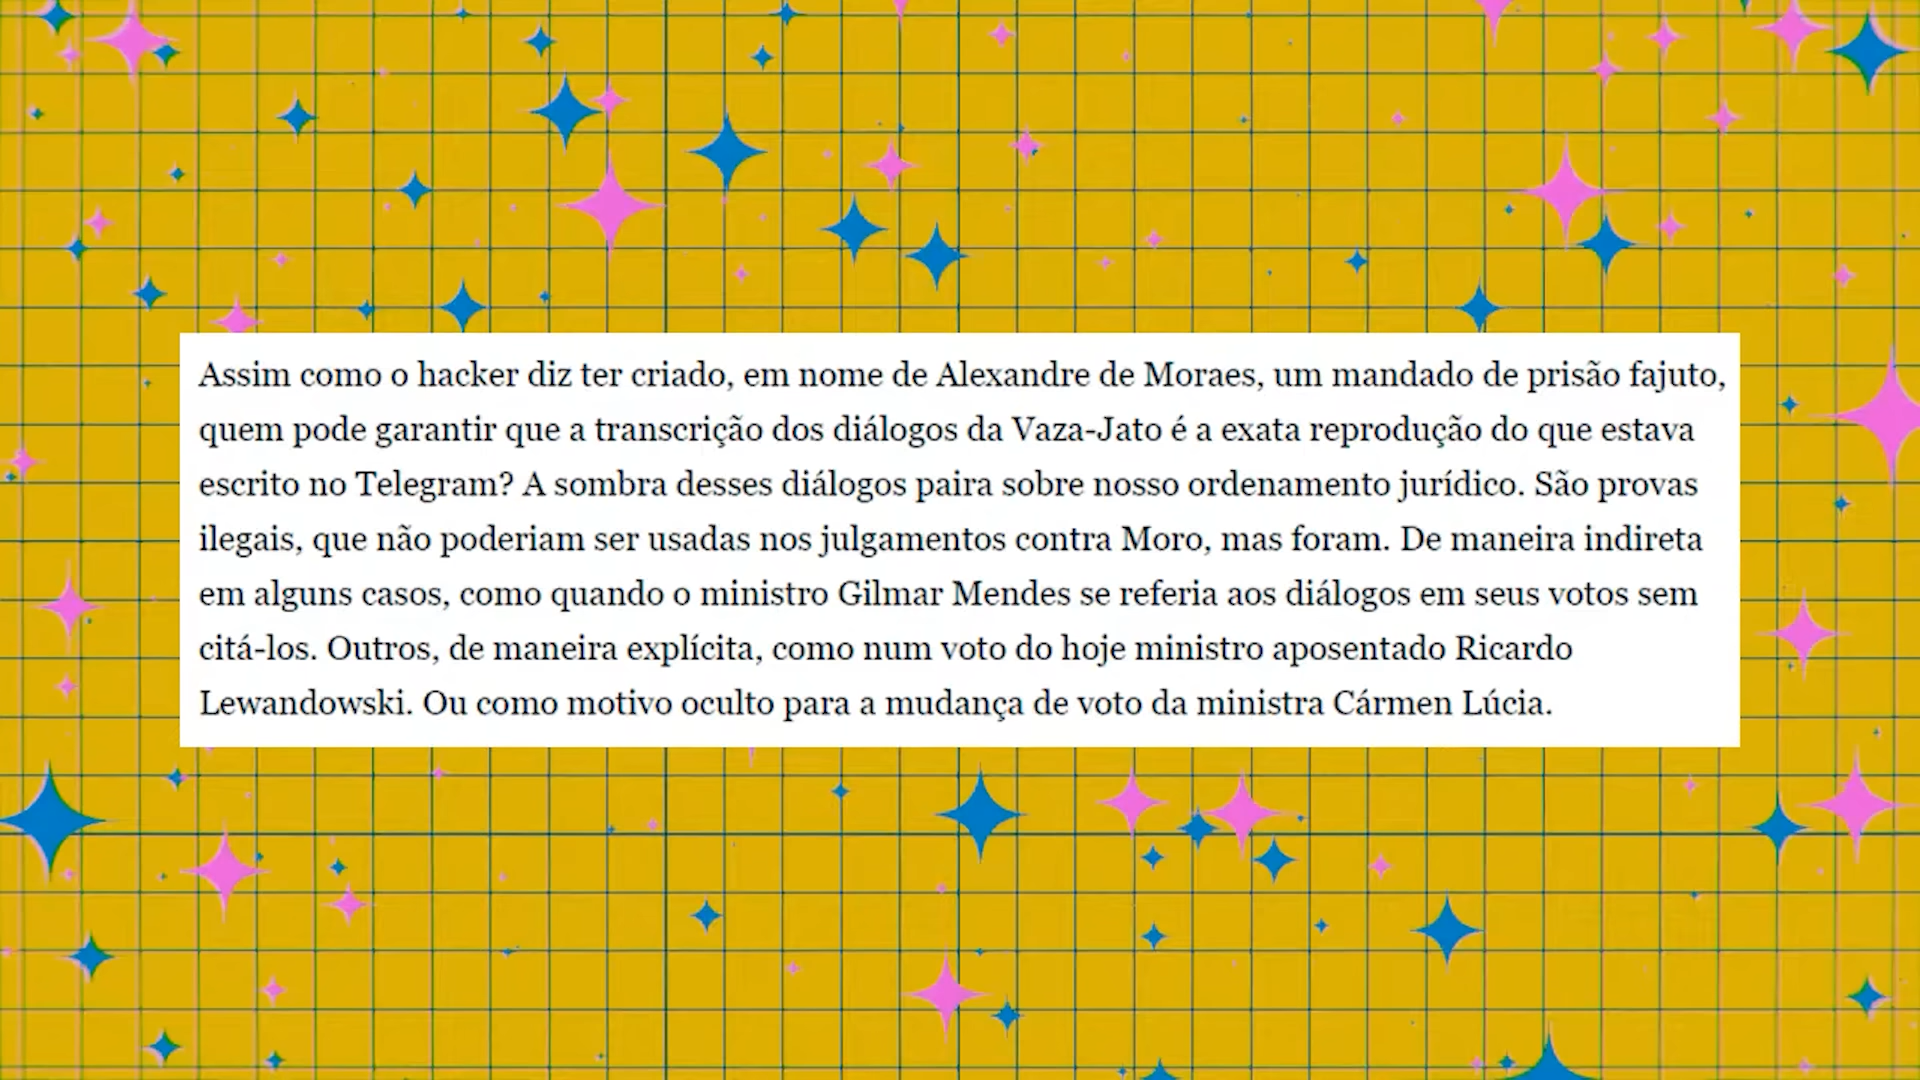 Assim como o hacker diz ter criado, em nome de Alexandre de Moraes, um mandado de prisão fajuto,
quem pode garantir que a transcrição dos diálogos da Vaza-Jato é a exata reprodução do que estava
escrito no Telegram? A sombra desses diálogos paira sobre nosso ordenamento jurídico. São provas
ilegais, que não poderiam ser usadas nos julgamentos contra Moro, mas foram. De maneira indireta
em alguns casos, como quando o ministro Gilmar Mendes se referia aos diálogos em seus votos sem
citá-los. Outros, de maneira explícita, como num voto do hoje ministro aposentado Ricardo
Lewandowski. Ou como motivo oculto para a mudança de voto da ministra Cármen Lúcia.